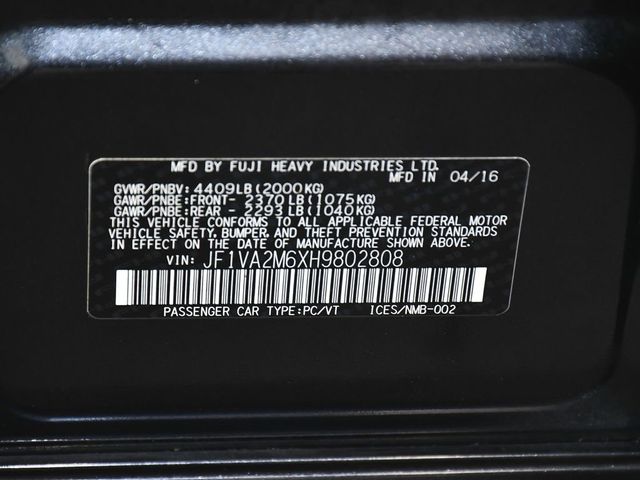 MFD BY FUJI HEAVY INDUSTRIES LTD.
MFD IN 04/16
GVWR/PNBV: 4409LB(2000KG)
GAWR/PNBE:FRONT- 2370LB(1075KG)
GAWR/PNBE:REAR - 2293LB(1040KG)
THIS VEHICLE CONFORMS TO ALL APPLICABLE FEDERAL MOTOR
VEHICLE SAFETY, BUMPER, AND THEFT PREVENTION STANDARDS
IN EFFECT ON THE DATE OF MANUFACTURE SHOWN ABOVE.
VIN: JF1VA2M6XH9802808
PASSENGER CAR TYPE:PC/VT ICES/NMB-002